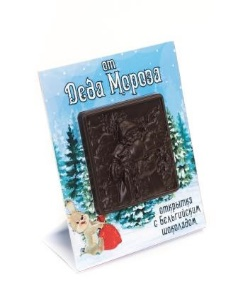 от
Деда Мороза
открытка
с бельгийским
шоколадом